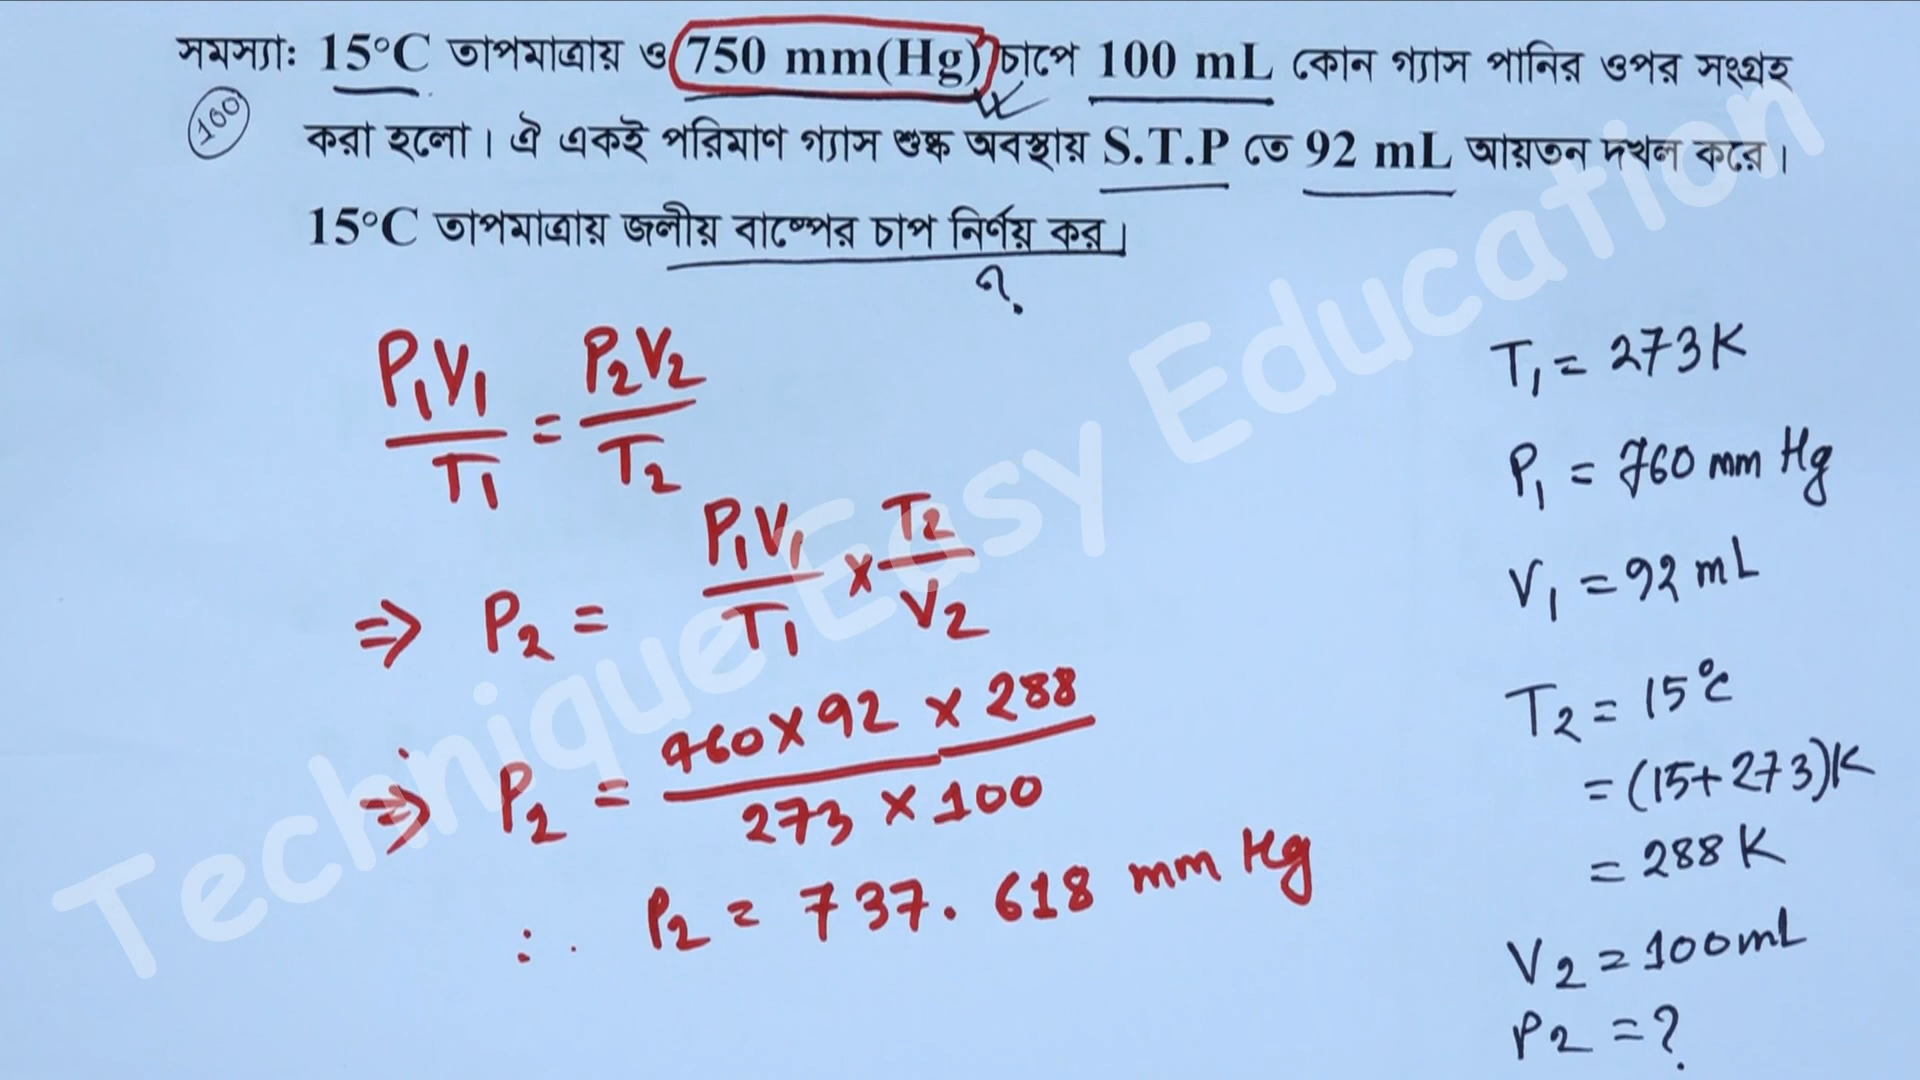 সমস্যাঃ 15°C তাপমাত্রায় ও 750 mm(Hg) চাপে 100 mL কোন গ্যাস পানির ওপর সংগ্রহ
করা হলো। ঐ একই পরিমাণ গ্যাস শুষ্ক অবস্থায় S.T.P তে 92 mL আয়তন দখল করে।
15°C তাপমাত্রায় জলীয় বাষ্পের চাপ নির্ণয় কর।
100
?
P₁V₁/T₁ = P₂V₂/T₂
⇒ P₂ = P₁V₁/T₁ × T₂/V₂
⇒ P₂ = 760 × 92 × 288 / 273 × 100
∴ P₂ = 737.618 mm Hg
T₁ = 273K
P₁ = 760 mm Hg
V₁ = 92 mL
T₂ = 15°C
= (15+273)K
= 288 K
V₂ = 100mL
P₂ = ?
Technique Easy Education